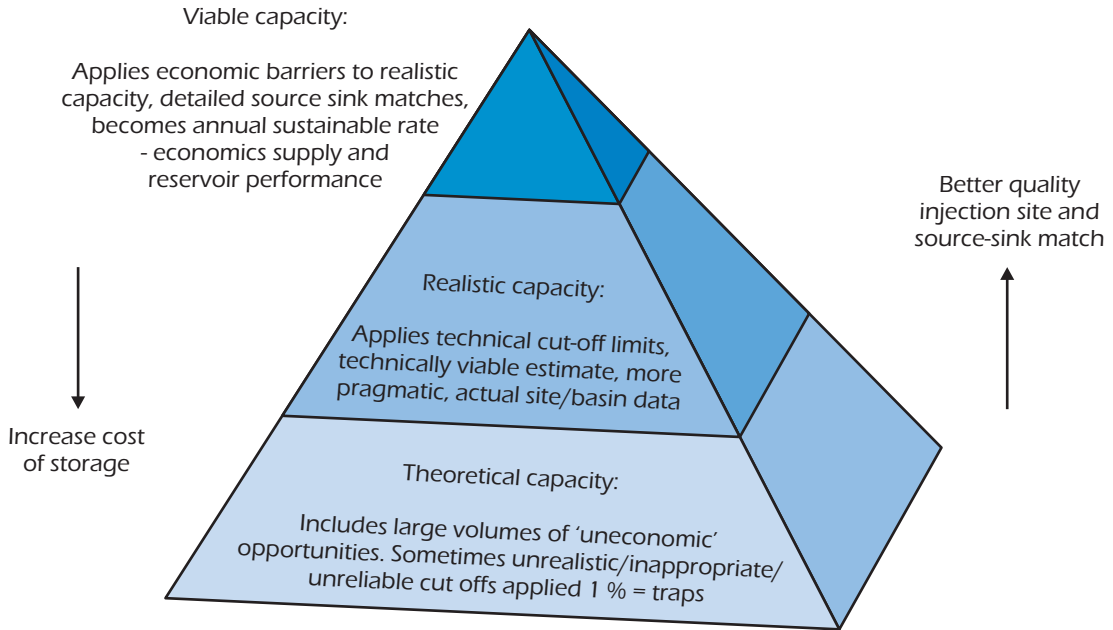 Viable capacity:
Applies economic barriers to realistic
capacity, detailed source sink matches,
becomes annual sustainable rate
- economics supply and
reservoir performance
Better quality
injection site and
source-sink match
Realistic capacity:
Applies technical cut-off limits,
technically viable estimate, more
pragmatic, actual site/basin data
Increase cost
of storage
Theoretical capacity:
Includes large volumes of ‘uneconomic’
opportunities. Sometimes unrealistic/inappropriate/
unreliable cut offs applied 1 % = traps